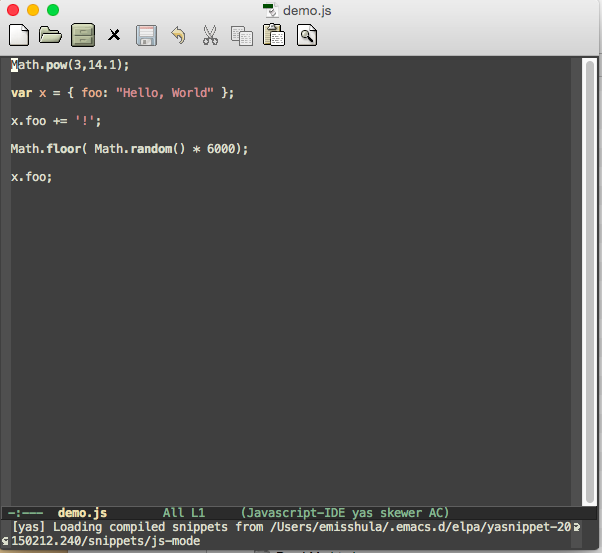 demo.js
Math.pow(3,14.1);
var x = { foo: "Hello, World" };
x.foo += '!';
Math.floor( Math.random() * 6000);
x.foo;
-:--- demo.js All L1 (Javascript-IDE yas skewer AC)
[yas] Loading compiled snippets from /Users/emisshula/.emacs.d/elpa/yasnippet-20
150212.240/snippets/js-mode